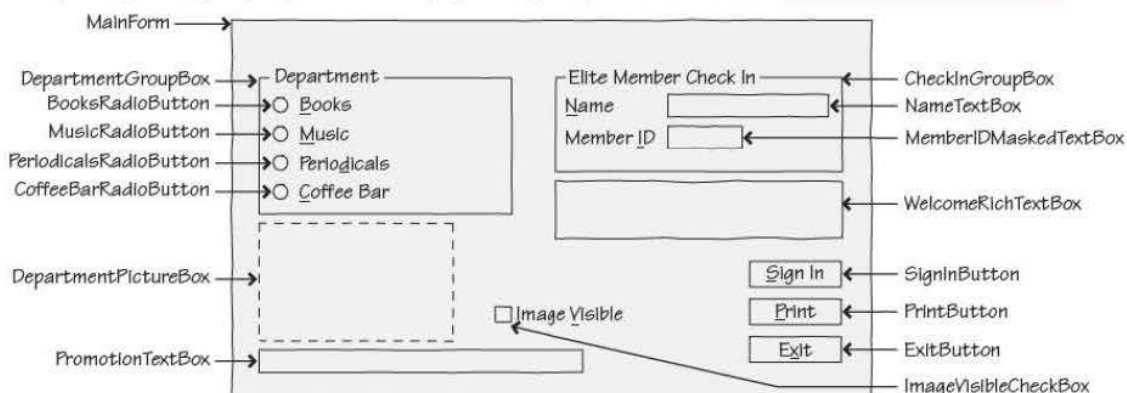 MainForm
DepartmentGroupBox
Department
BooksRadioButton
Books
MusicRadioButton
Music
PeriodicalsRadioButton
Periodicals
CoffeeBarRadioButton
Coffee Bar
Elite Member Check In
CheckInGroupBox
Name
NameTextBox
Member ID
MemberIDMaskedTextBox
WelcomeRichTextBox
DepartmentPictureBox
Sign In
SignInButton
Image Visible
Print
PrintButton
PromotionTextBox
Exit
ExitButton
ImageVisibleCheckBox